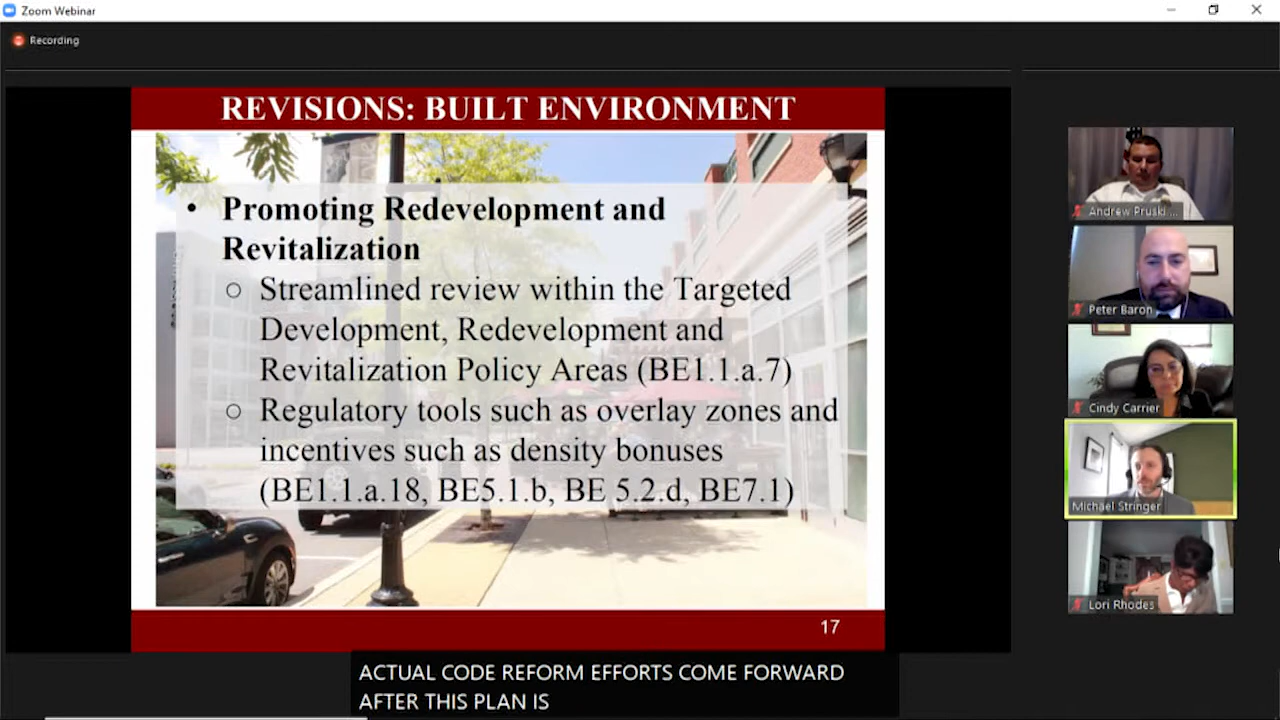 Zoom Webinar
Recording
REVISIONS: BUILT ENVIRONMENT
• Promoting Redevelopment and
Revitalization
○ Streamlined review within the Targeted
Development, Redevelopment and
Revitalization Policy Areas (BE1.1.a.7)
○ Regulatory tools such as overlay zones and
incentives such as density bonuses
(BE1.1.a.18, BE5.1.b, BE 5.2.d, BE7.1)
17
Andrew Pruski...
Peter Baron
Cindy Carrier
Michael Stringer
Lori Rhodes
ACTUAL CODE REFORM EFFORTS COME FORWARD
AFTER THIS PLAN IS